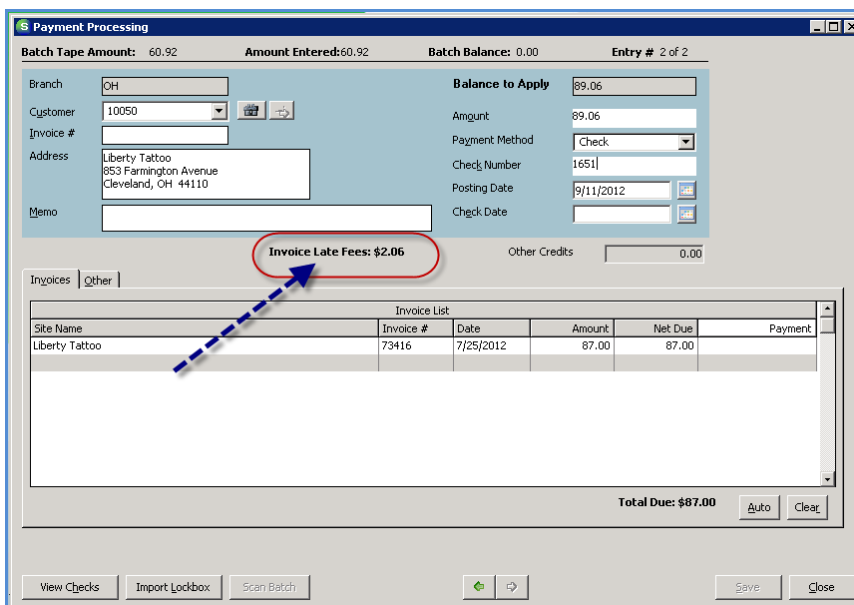 Payment Processing
Batch Tape Amount: 60.92 Amount Entered:60.92 Batch Balance: 0.00 Entry # 2 of 2
Branch OH Balance to Apply 89.06
Customer 10050 Amount 89.06
Invoice # Payment Method Check
Address Liberty Tattoo Check Number 1651
853 Farmington Avenue
Cleveland, OH 44110
Posting Date 9/11/2012
Memo Check Date
Invoice Late Fees: $2.06 Other Credits 0.00
Invoices Other
Invoice List
Site Name Invoice # Date Amount Net Due Payment
Liberty Tattoo 73416 7/25/2012 87.00 87.00
Total Due: $87.00 Auto Clear
View Checks Import Lockbox Scan Batch Save Close